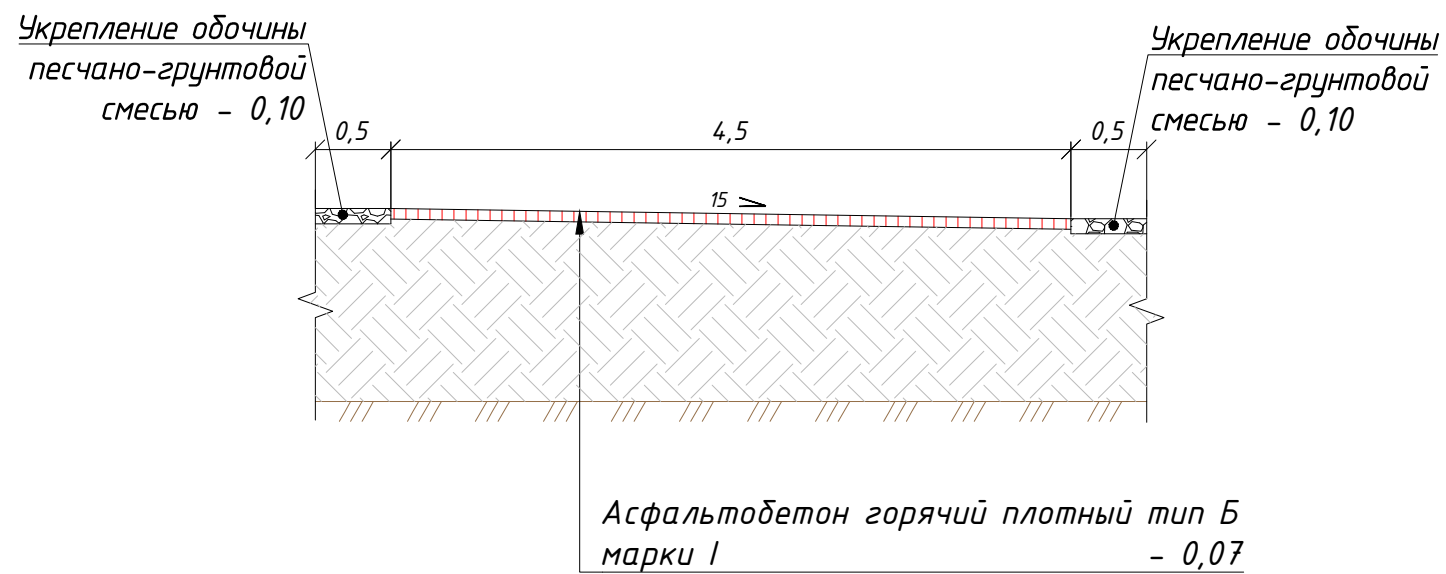 Укрепление обочины
песчано-грунтовой
смесью - 0,10
Укрепление обочины
песчано-грунтовой
смесью - 0,10
0,5
4,5
0,5
15
Асфальтобетон горячий плотный тип Б
марки I - 0,07